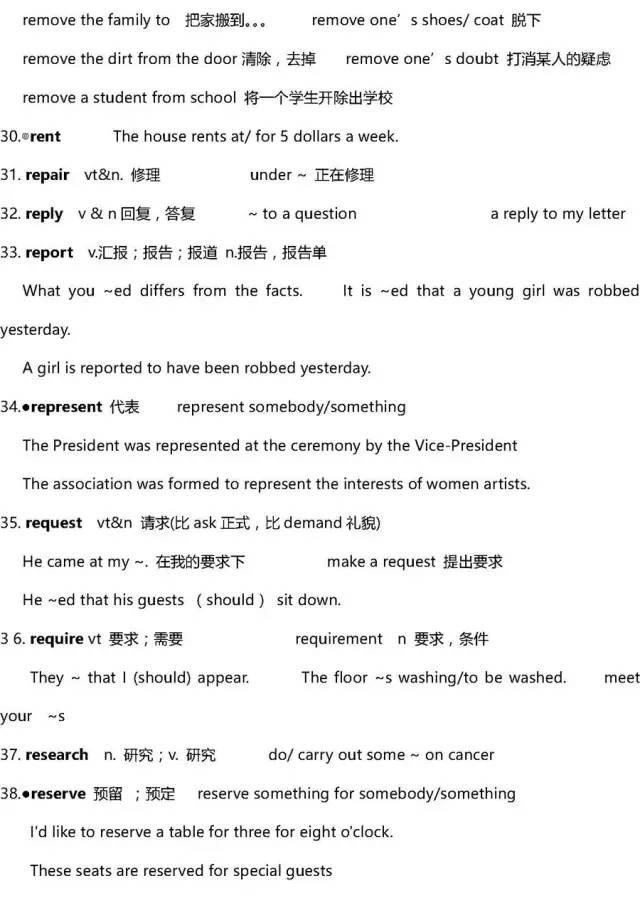 remove the family to 把家搬到。。。 remove one's shoes/ coat 脱下
remove the dirt from the door 清除，去掉 remove one's doubt 打消某人的疑虑
remove a student from school 将一个学生开除出学校
30.●rent The house rents at/ for 5 dollars a week.
31. repair vt&n. 修理 under ~ 正在修理
32. reply v & n 回复，答复 ~ to a question a reply to my letter
33. report v.汇报；报告；报道 n.报告，报告单
What you ~ed differs from the facts. It is ~ed that a young girl was robbed
yesterday.
A girl is reported to have been robbed yesterday.
34.●represent 代表 represent somebody/something
The President was represented at the ceremony by the Vice-President
The association was formed to represent the interests of women artists.
35. request vt&n 请求(比 ask 正式，比 demand 礼貌)
He came at my ~. 在我的要求下 make a request 提出要求
He ~ed that his guests （should） sit down.
3 6. require vt 要求；需要 requirement n 要求，条件
They ~ that I (should) appear. The floor ~s washing/to be washed. meet
your ~s
37. research n. 研究；v. 研究 do/ carry out some ~ on cancer
38.●reserve 预留 ；预定 reserve something for somebody/something
I'd like to reserve a table for three for eight o'clock.
These seats are reserved for special guests